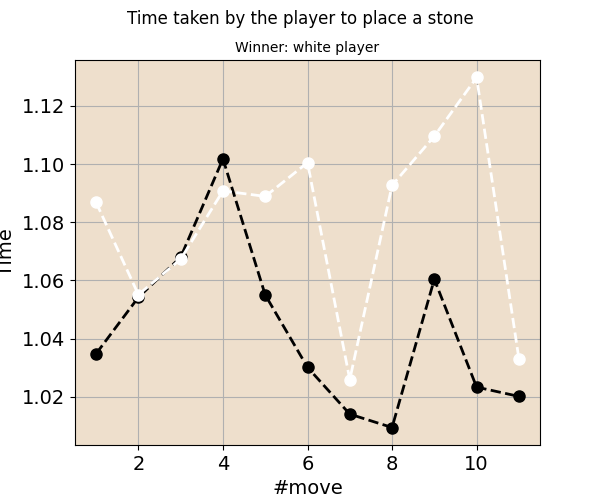 Time taken by the player to place a stone
Winner: white player
1.12
1.10
1.08
1.06
1.04
1.02
Time
2 4 6 8 10
#move